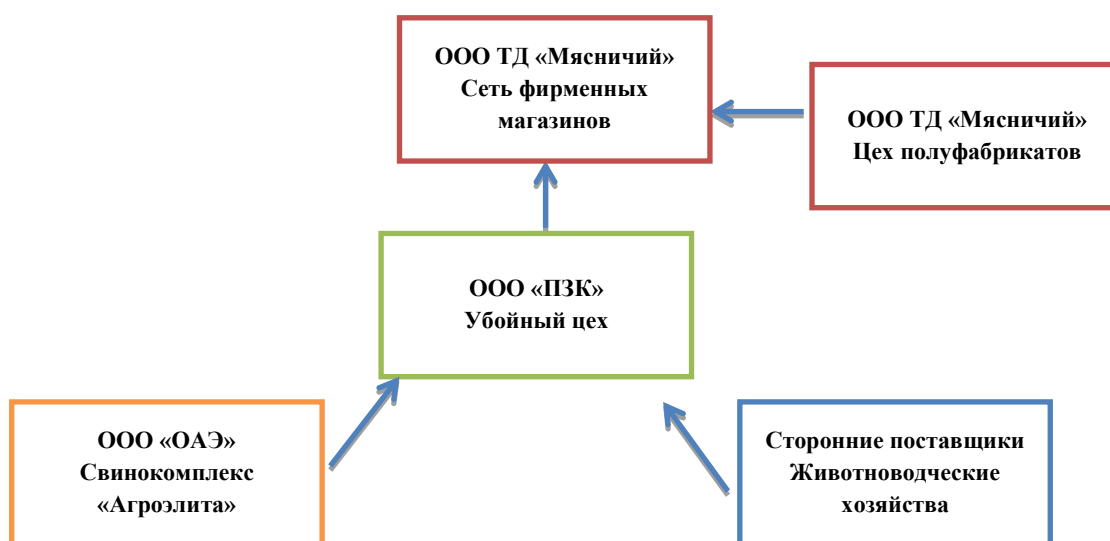 ООО ТД «Мясничий»
Сеть фирменных
магазинов
ООО ТД «Мясничий»
Цех полуфабрикатов
ООО «ПЗК»
Убойный цех
ООО «ОАЭ»
Свинокомплекс
«Агроэлита»
Сторонние поставщики
Животноводческие
хозяйства